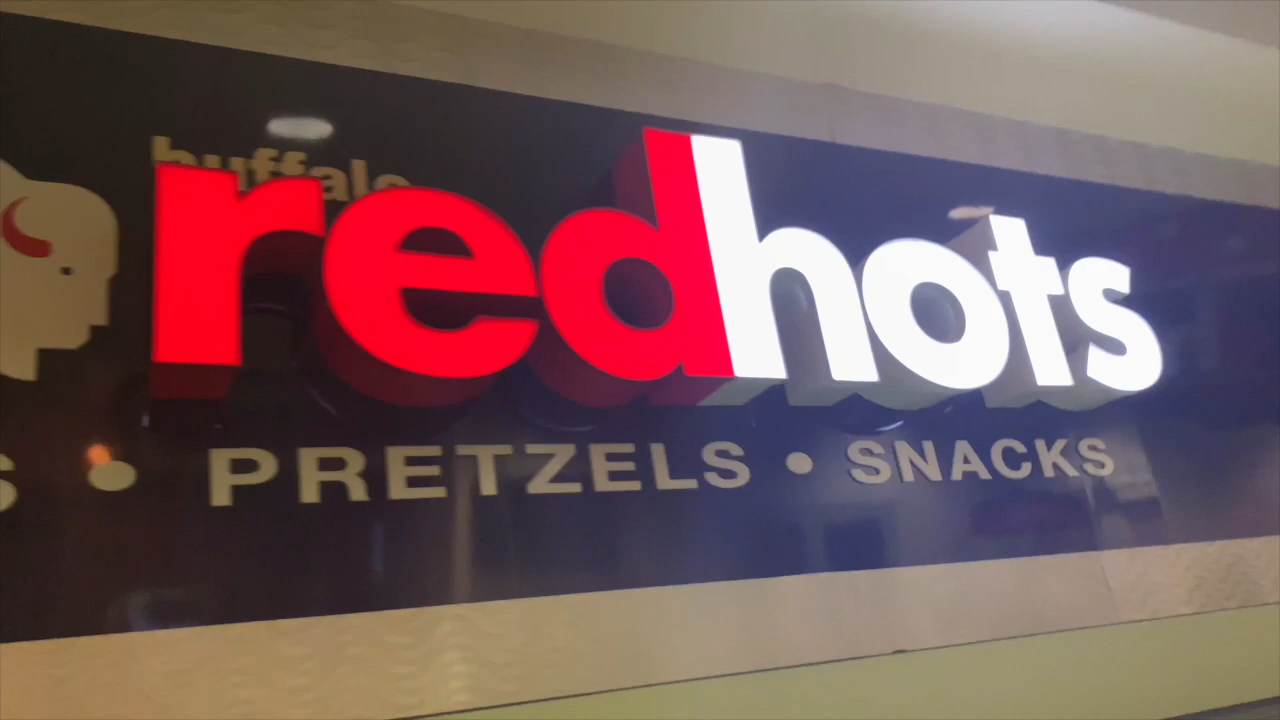 buffalo
redhots
S • PRETZELS • SNACKS